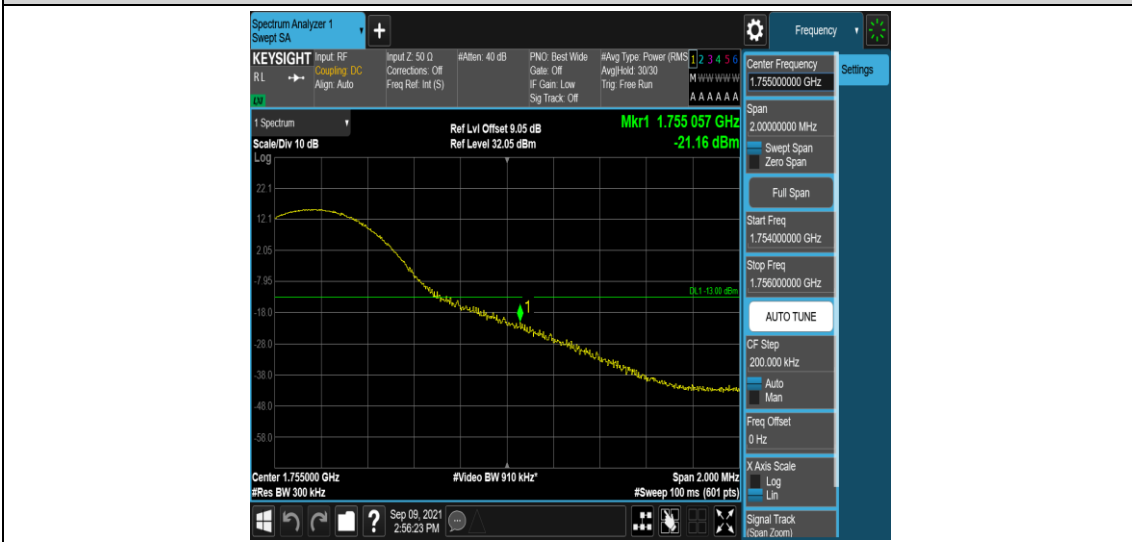 Spectrum Analyzer 1
Swept SA
+
Frequency
KEYSIGHT
RL
LXI
Input: RF
Coupling: DC
Align: Auto
Input Z: 50 Ω
Corrections: Off
Freq Ref: Int (S)
#Atten: 40 dB
PNO: Best Wide
Gate: Off
IF Gain: Low
Sig Track: Off
#Avg Type: Power (RMS
Avg|Hold: 30/30
Trig: Free Run
1 2 3 4 5 6
M W W W W W
A A A A A A
1 Spectrum
Scale/Div 10 dB
Log
Ref Lvl Offset 9.05 dB
Ref Level 32.05 dBm
Mkr1 1.755 057 GHz
-21.16 dBm
22.1
12.1
2.05
-7.95
-18.0
-28.0
-38.0
-48.0
-58.0
DL1 -13.00 dBm
1
Center 1.755000 GHz
#Res BW 300 kHz
#Video BW 910 kHz*
Span 2.000 MHz
#Sweep 100 ms (601 pts)
Center Frequency
1.755000000 GHz
Settings
Span
2.00000000 MHz
Swept Span
Zero Span
Full Span
Start Freq
1.754000000 GHz
Stop Freq
1.756000000 GHz
AUTO TUNE
CF Step
200.000 kHz
Auto
Man
Freq Offset
0 Hz
X Axis Scale
Log
Lin
Signal Track
(Span Zoom)
?
Sep 09, 2021
2:56:23 PM